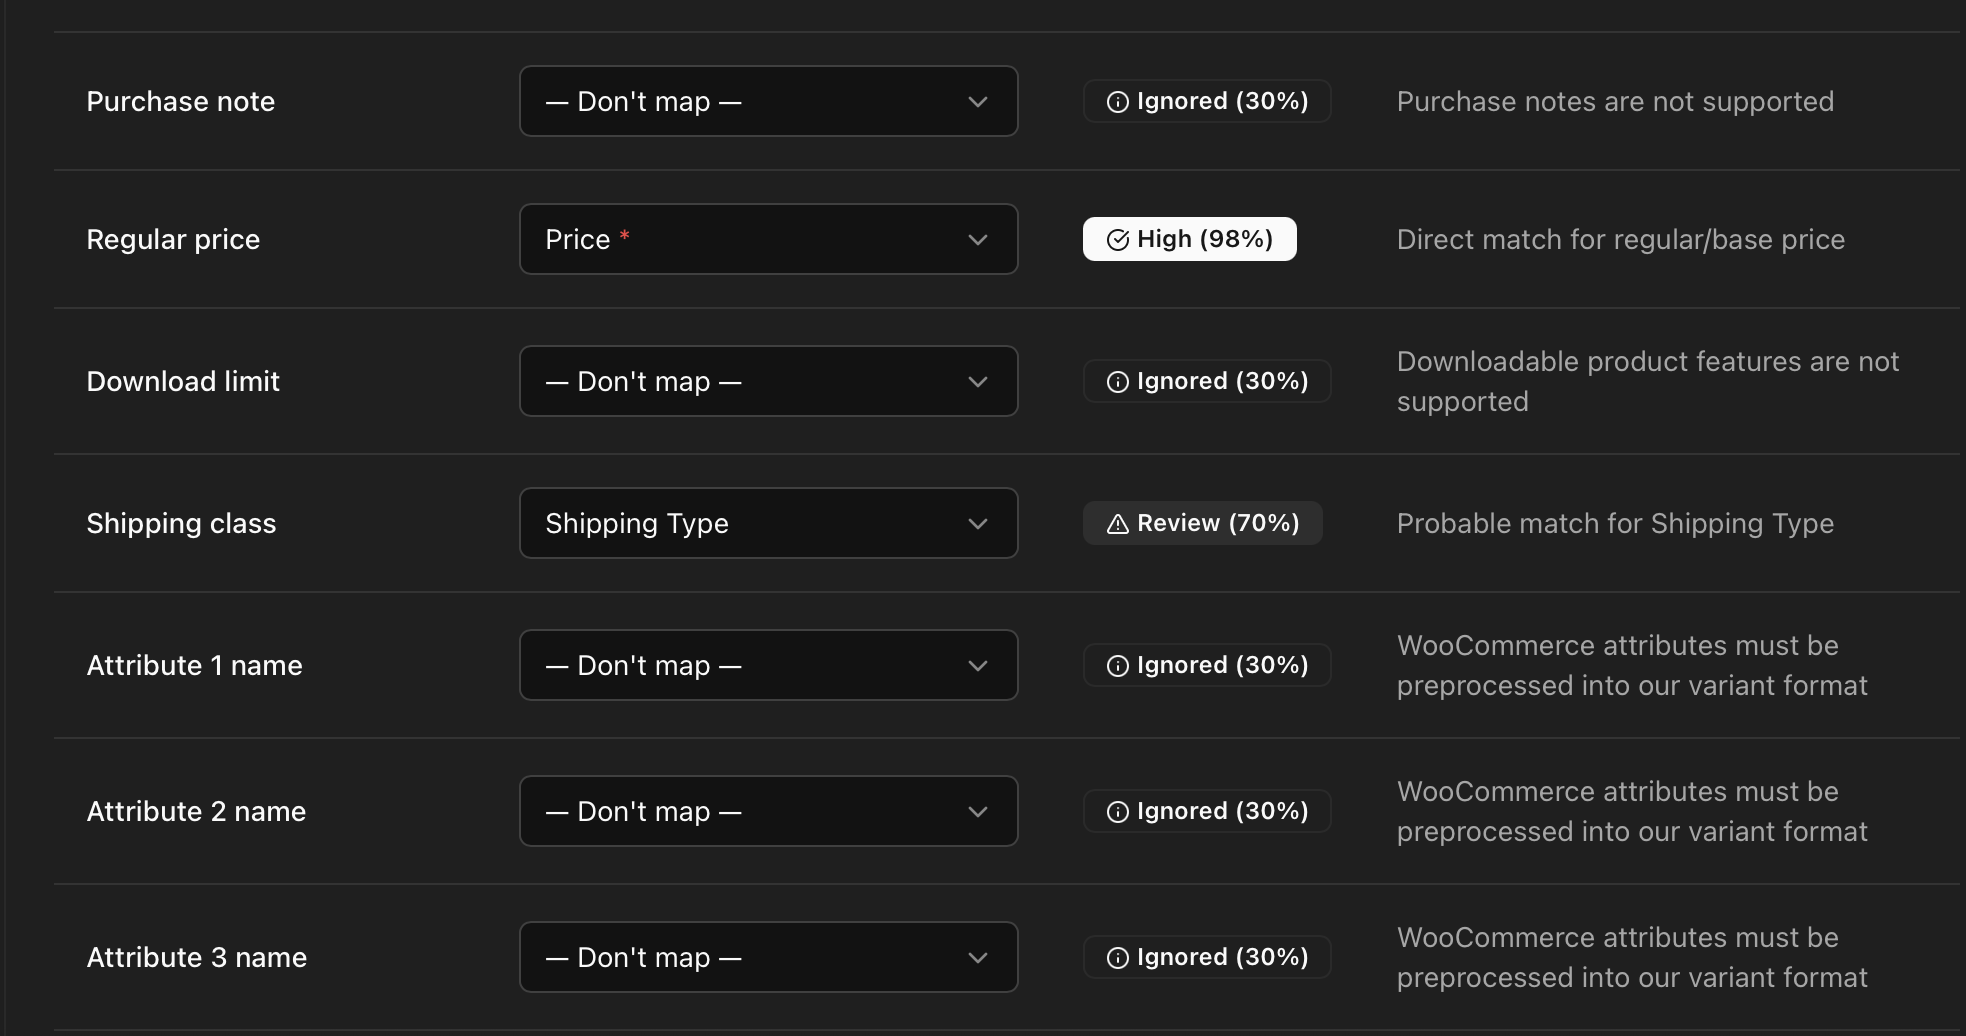 Purchase note
— Don't map —
Ignored (30%)
Purchase notes are not supported
Regular price
Price *
High (98%)
Direct match for regular/base price
Download limit
— Don't map —
Ignored (30%)
Downloadable product features are not
supported
Shipping class
Shipping Type
Review (70%)
Probable match for Shipping Type
Attribute 1 name
— Don't map —
Ignored (30%)
WooCommerce attributes must be
preprocessed into our variant format
Attribute 2 name
— Don't map —
Ignored (30%)
WooCommerce attributes must be
preprocessed into our variant format
Attribute 3 name
— Don't map —
Ignored (30%)
WooCommerce attributes must be
preprocessed into our variant format